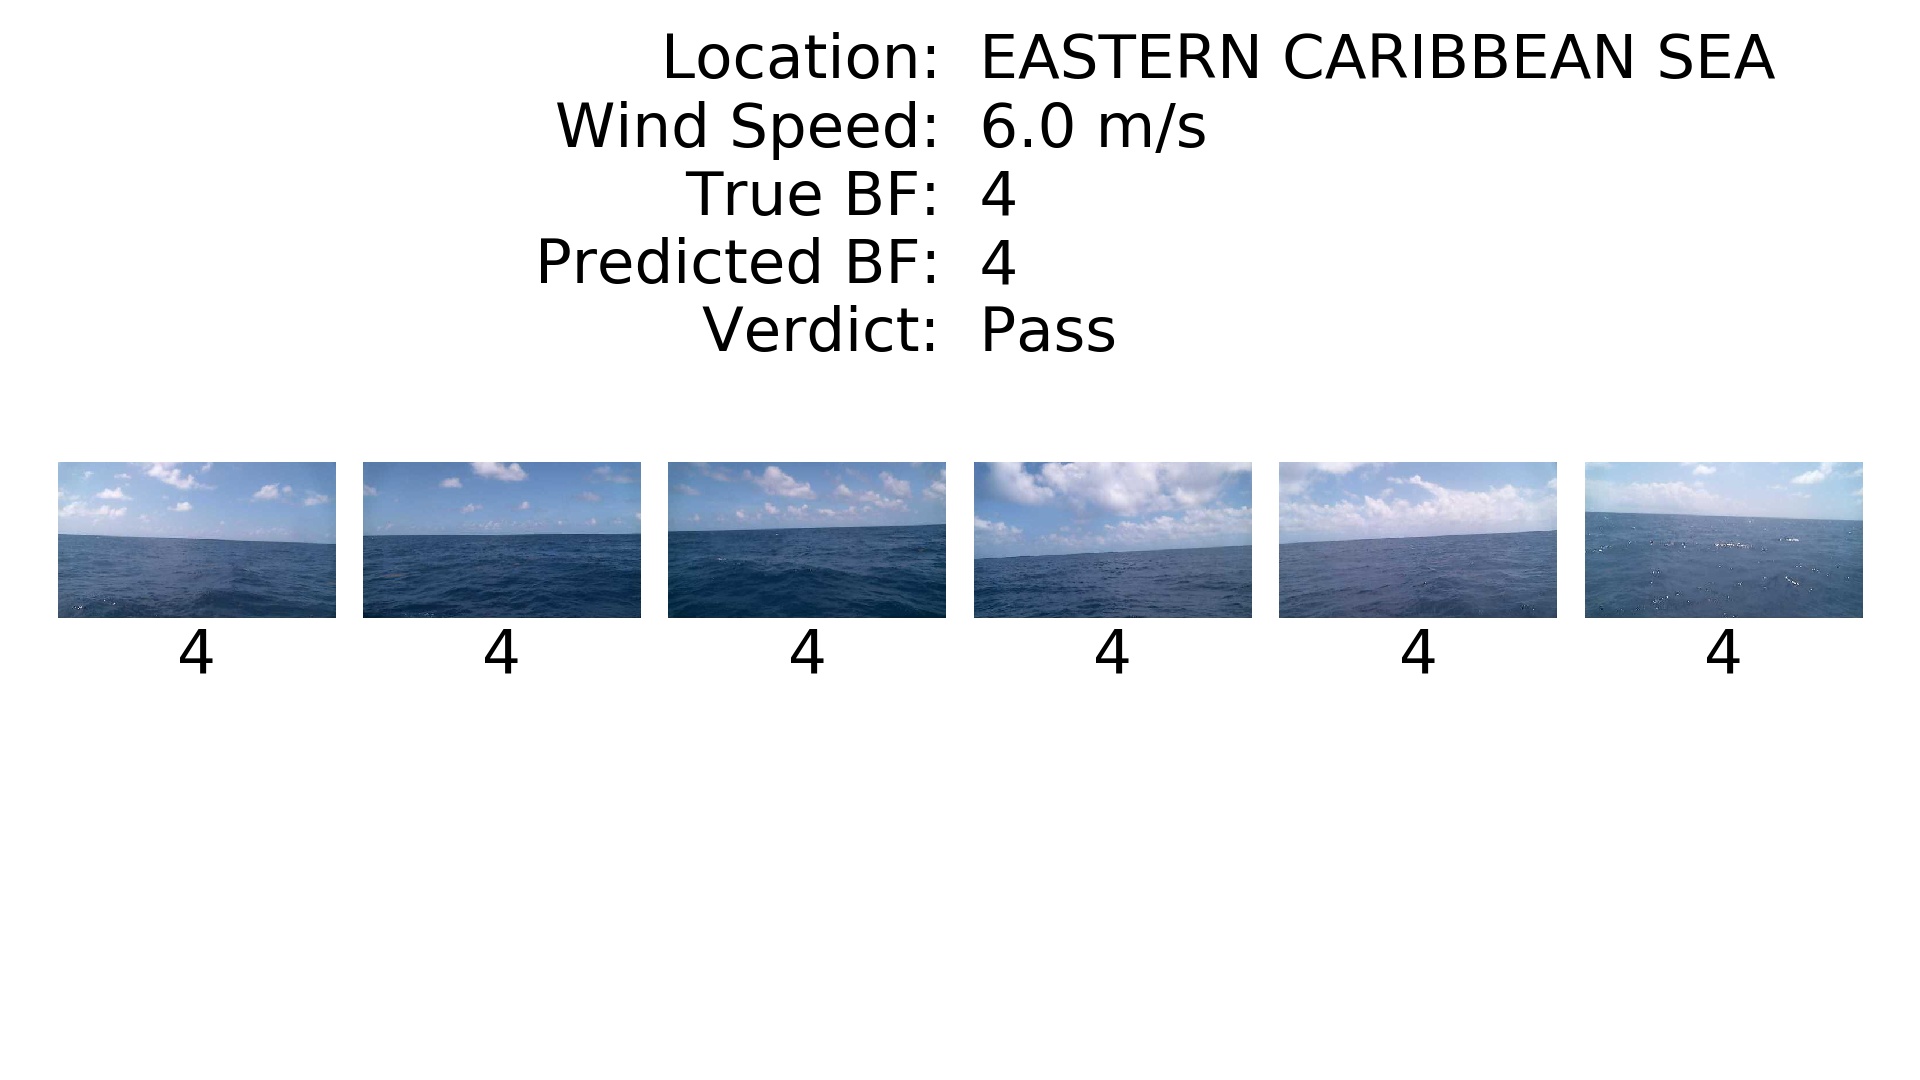 Location: EASTERN CARIBBEAN SEA
Wind Speed: 6.0 m/s
True BF: 4
Predicted BF: 4
Verdict: Pass
4 4 4 4 4 4